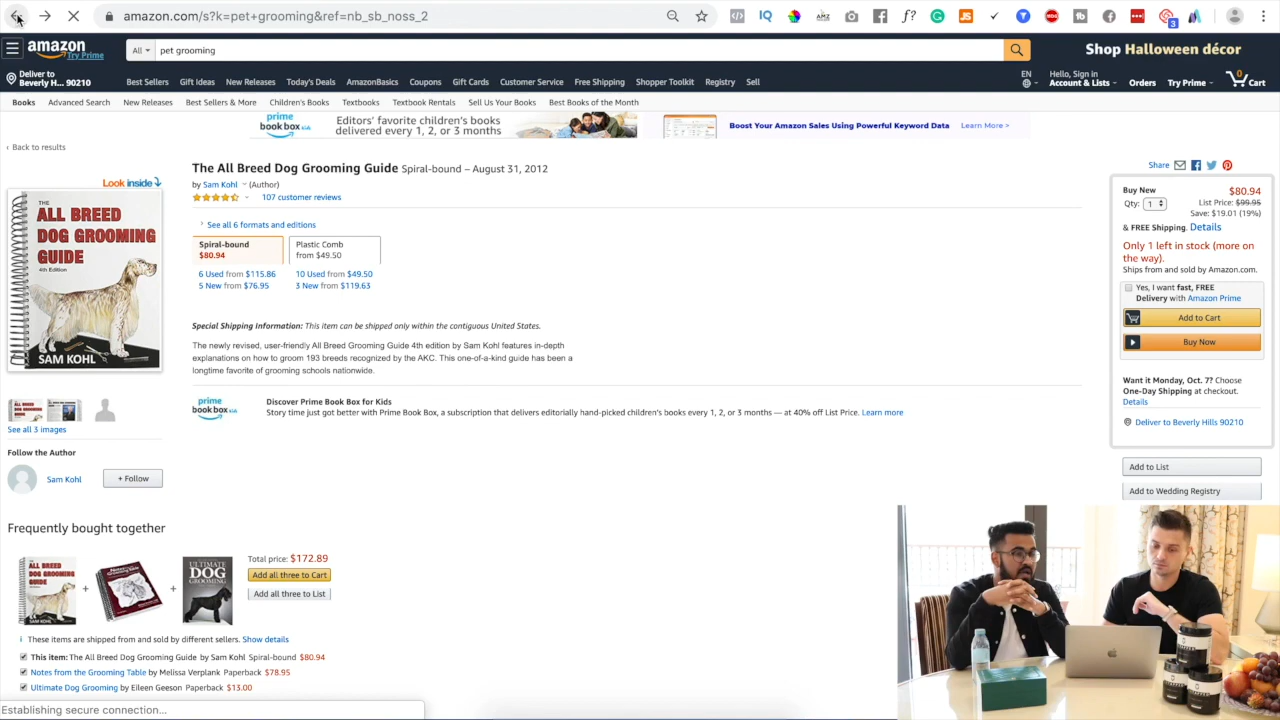 amazon.com/s?k=pet+grooming&ref=nb_sb_noss_2
amazon
Try Prime
All
pet grooming
Shop Halloween décor
Deliver to
Beverly H... 90210
Best Sellers
Gift Ideas
New Releases
Today's Deals
AmazonBasics
Coupons
Gift Cards
Customer Service
Free Shipping
Shopper Toolkit
Registry
Sell
EN
Hello, Sign in
Account & Lists
Orders
Try Prime
0
Cart
Books
Advanced Search
New Releases
Best Sellers & More
Children's Books
Textbooks
Textbook Rentals
Sell Us Your Books
Best Books of the Month
prime
book box kids
Editors' favorite children's books
delivered every 1, 2, or 3 months
Boost Your Amazon Sales Using Powerful Keyword Data
Learn More >
‹ Back to results
Look inside
THE
ALL BREED
DOG GROOMING
GUIDE
4th Edition
SAM KOHL
See all 3 images
Follow the Author
Sam Kohl
+ Follow
The All Breed Dog Grooming Guide Spiral-bound – August 31, 2012
by Sam Kohl (Author)
107 customer reviews
See all 6 formats and editions
Spiral-bound
$80.94
Plastic Comb
from $49.50
6 Used from $115.86
5 New from $76.95
10 Used from $49.50
3 New from $119.63
Special Shipping Information: This item can be shipped only within the contiguous United States.
The newly revised, user-friendly All Breed Grooming Guide 4th edition by Sam Kohl features in-depth
explanations on how to groom 193 breeds recognized by the AKC. This one-of-a-kind guide has been a
longtime favorite of grooming schools nationwide.
prime
book box kids
Discover Prime Book Box for Kids
Story time just got better with Prime Book Box, a subscription that delivers editorially hand-picked children's books every 1, 2, or 3 months — at 40% off List Price. Learn more
Share
Buy New
$80.94
Qty: 1
List Price: $99.95
Save: $19.01 (19%)
& FREE Shipping. Details
Only 1 left in stock (more on
the way).
Ships from and sold by Amazon.com.
Yes, I want fast, FREE
Delivery with Amazon Prime
Add to Cart
Buy Now
Want it Monday, Oct. 7? Choose
One-Day Shipping at checkout.
Details
Deliver to Beverly Hills 90210
Add to List
Add to Wedding Registry
Frequently bought together
ALL BREED
DOG GROOMING
GUIDE
ULTIMATE
DOG
GROOMING
Total price: $172.89
Add all three to Cart
Add all three to List
i These items are shipped from and sold by different sellers. Show details
This item: The All Breed Dog Grooming Guide by Sam Kohl Spiral-bound $80.94
Notes from the Grooming Table by Melissa Verplank Paperback $78.95
Ultimate Dog Grooming by Eileen Geeson Paperback $13.00
Establishing secure connection...